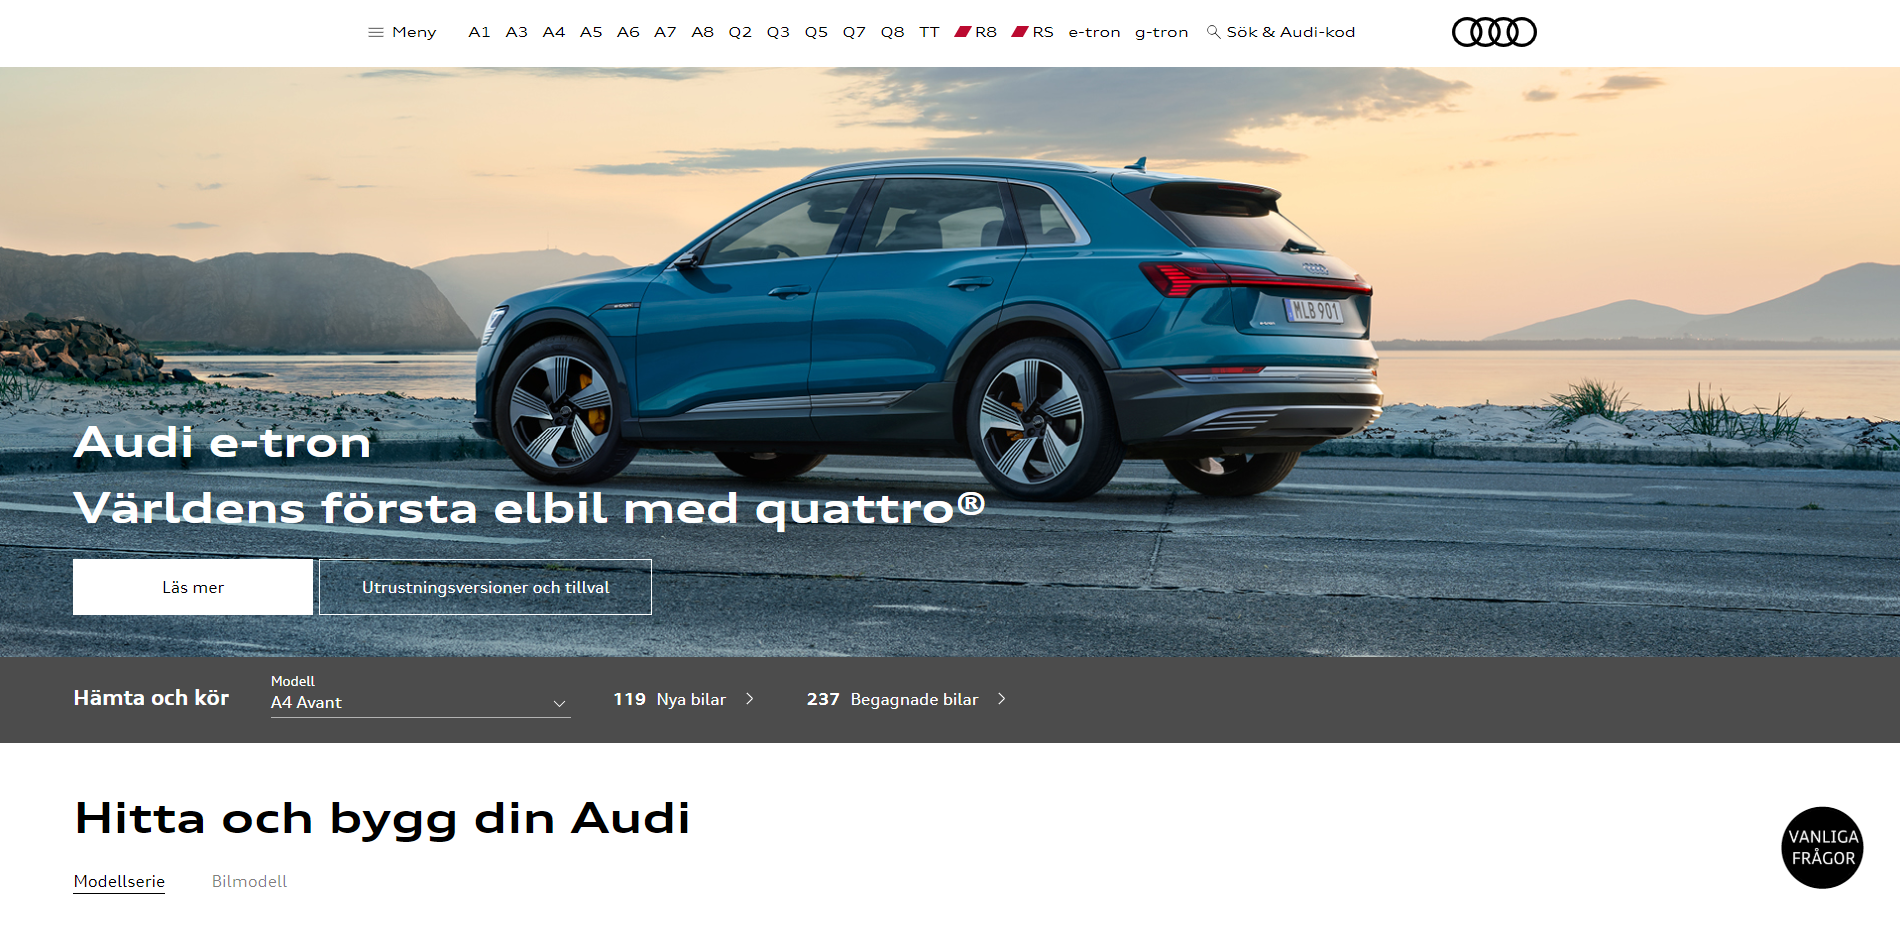 Meny A1 A3 A4 A5 A6 A7 A8 Q2 Q3 Q5 Q7 Q8 TT R8 RS e-tron g-tron Sök & Audi-kod
MLB 901
Audi e-tron
Världens första elbil med quattro®
Läs mer Utrustningsversioner och tillval
Hämta och kör
Modell
A4 Avant
119 Nya bilar
237 Begagnade bilar
Hitta och bygg din Audi
Modellserie Bilmodell
VANLIGA
FRÅGOR